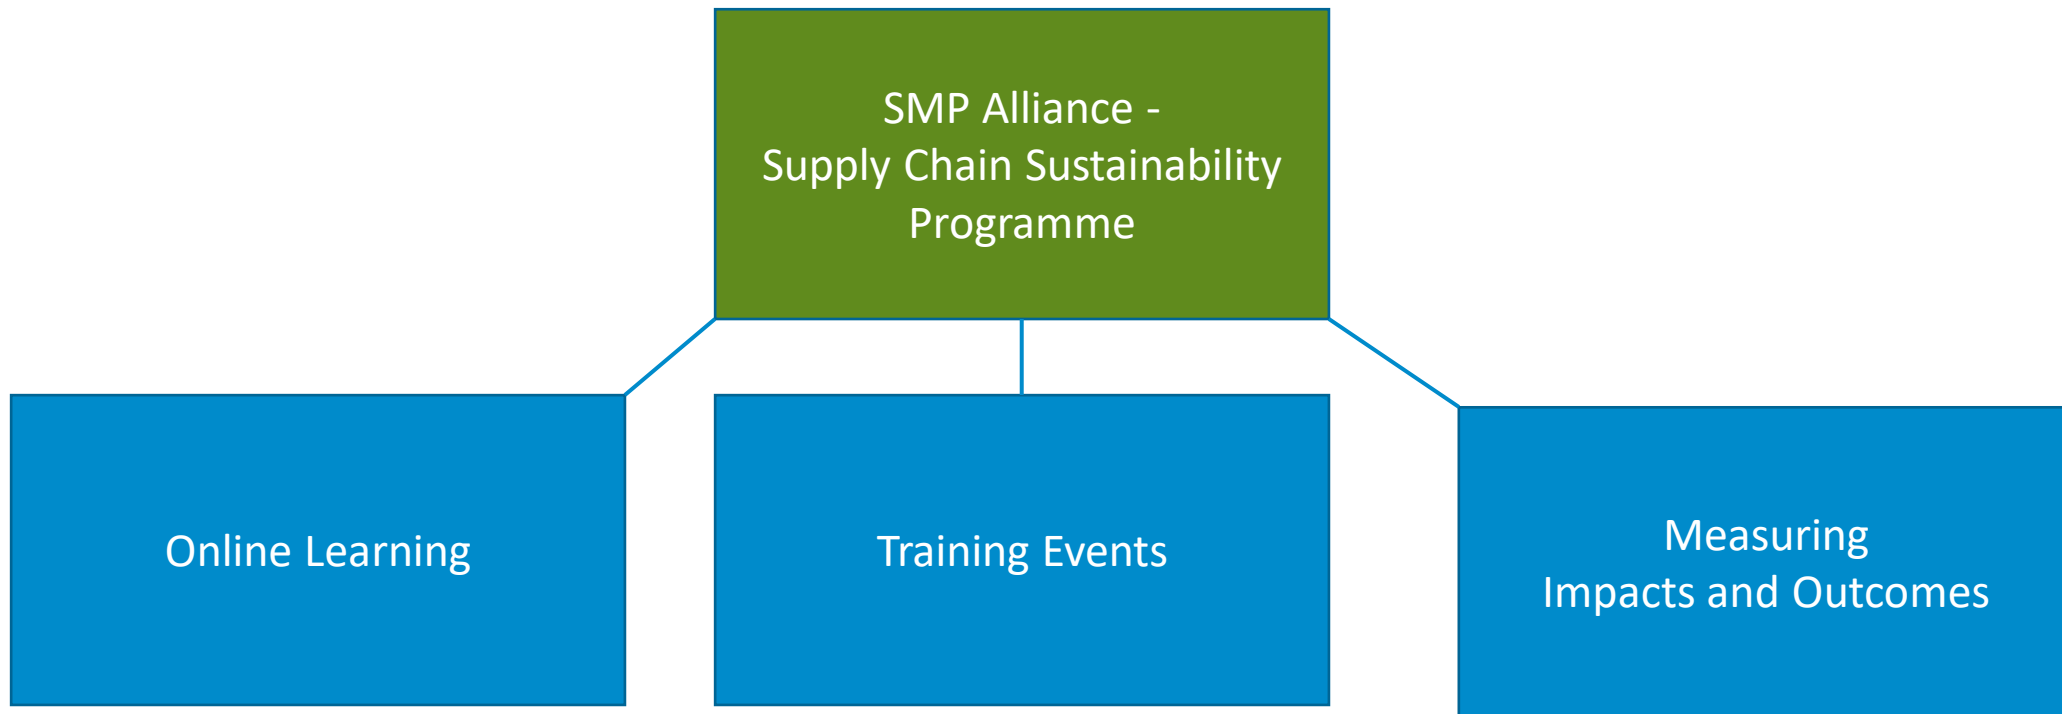 SMP Alliance -
Supply Chain Sustainability
Programme
Online Learning
Training Events
Measuring
Impacts and Outcomes